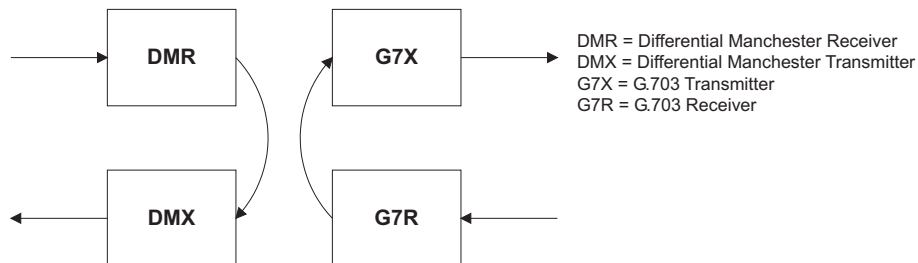 DMR
G7X
DMR = Differential Manchester Receiver
DMX = Differential Manchester Transmitter
G7X = G.703 Transmitter
G7R = G.703 Receiver
DMX
G7R